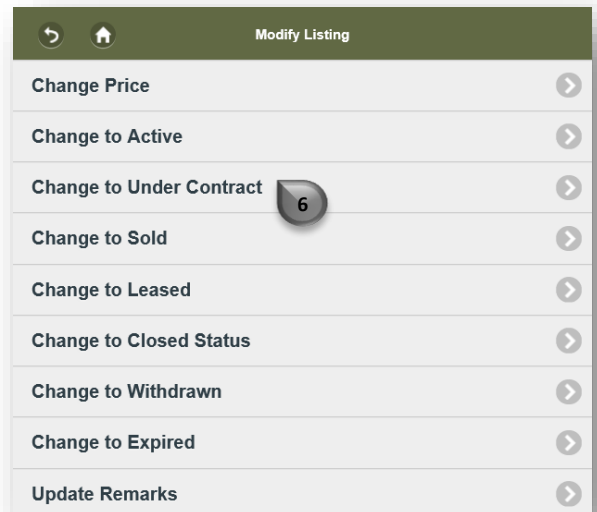 Modify Listing
Change Price
Change to Active
Change to Under Contract
6
Change to Sold
Change to Leased
Change to Closed Status
Change to Withdrawn
Change to Expired
Update Remarks